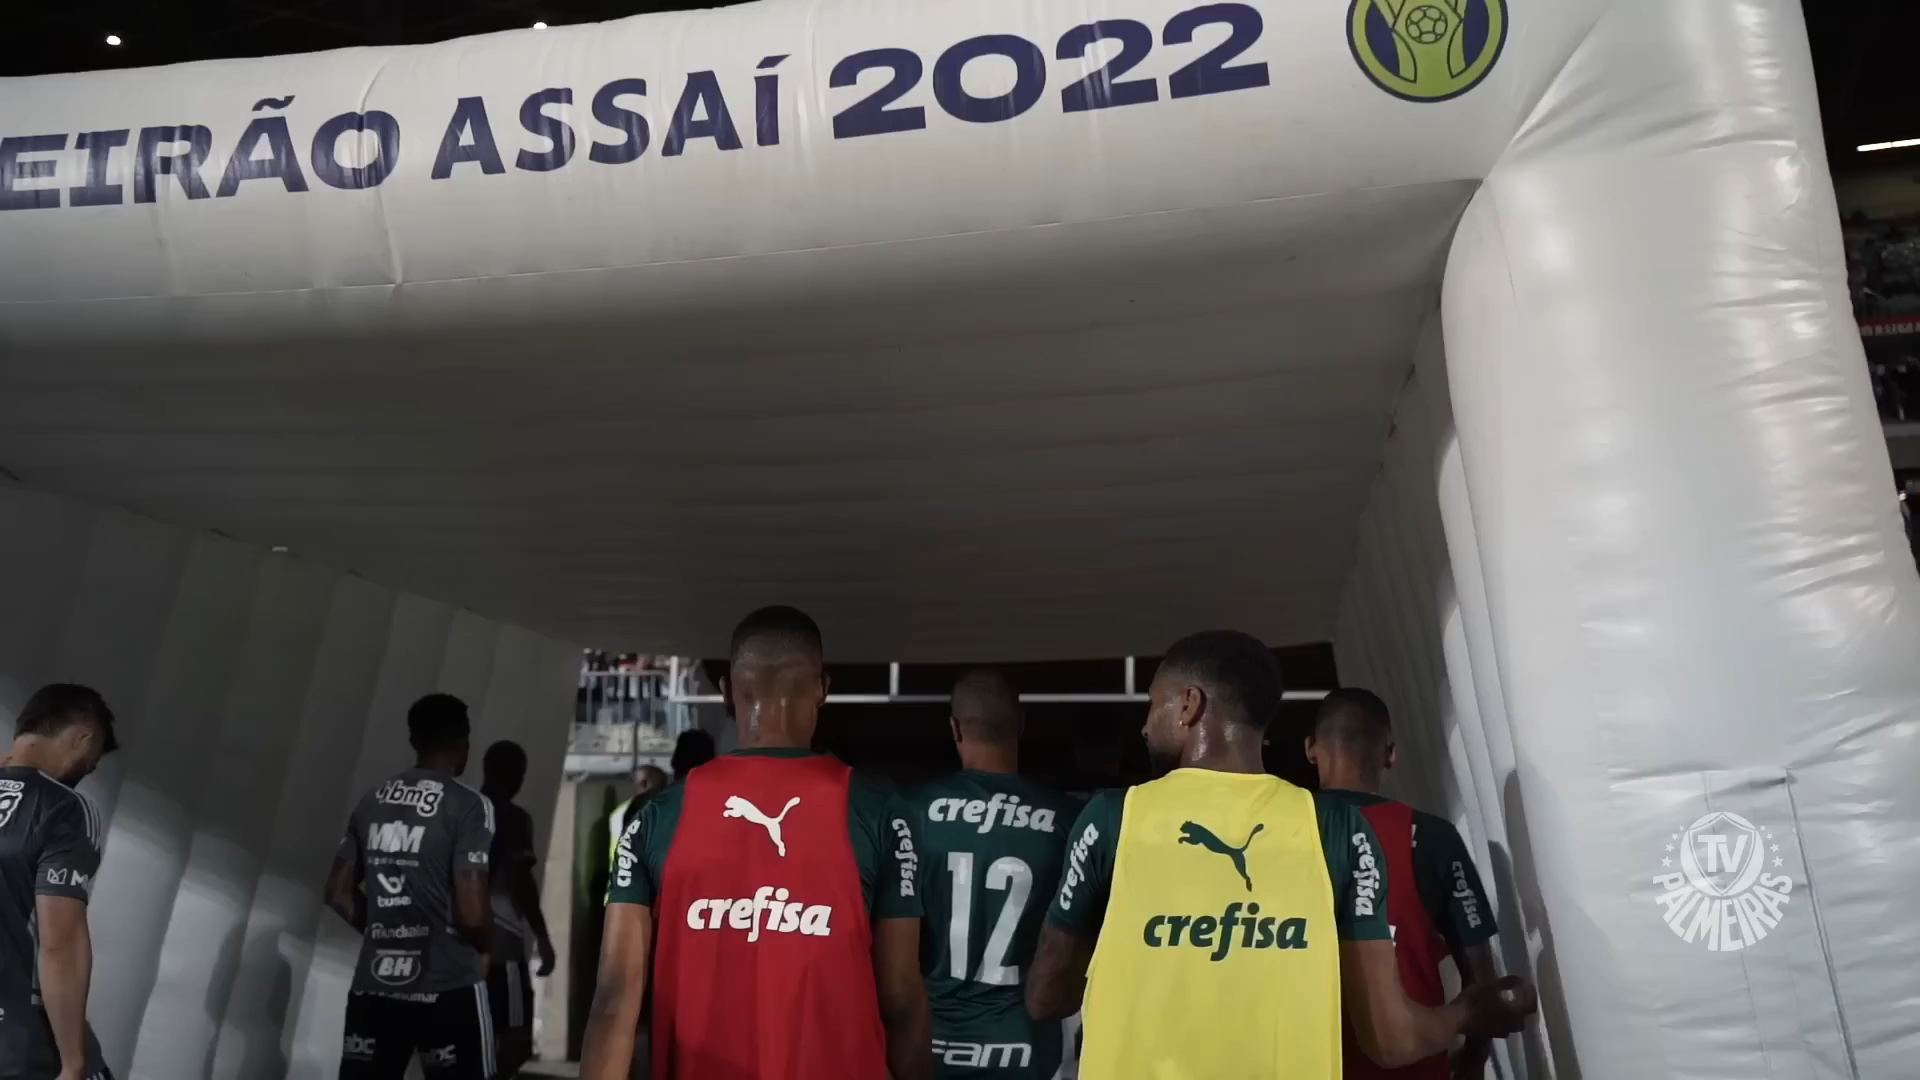 EIRÃO ASSAÍ 2022
bmg
MM
buser
BH
abc
crefisa
crefisa
crefisa
crefisa
12
FAM
crefisa
crefisa
crefisa
crefisa
TV
PALMEIRAS